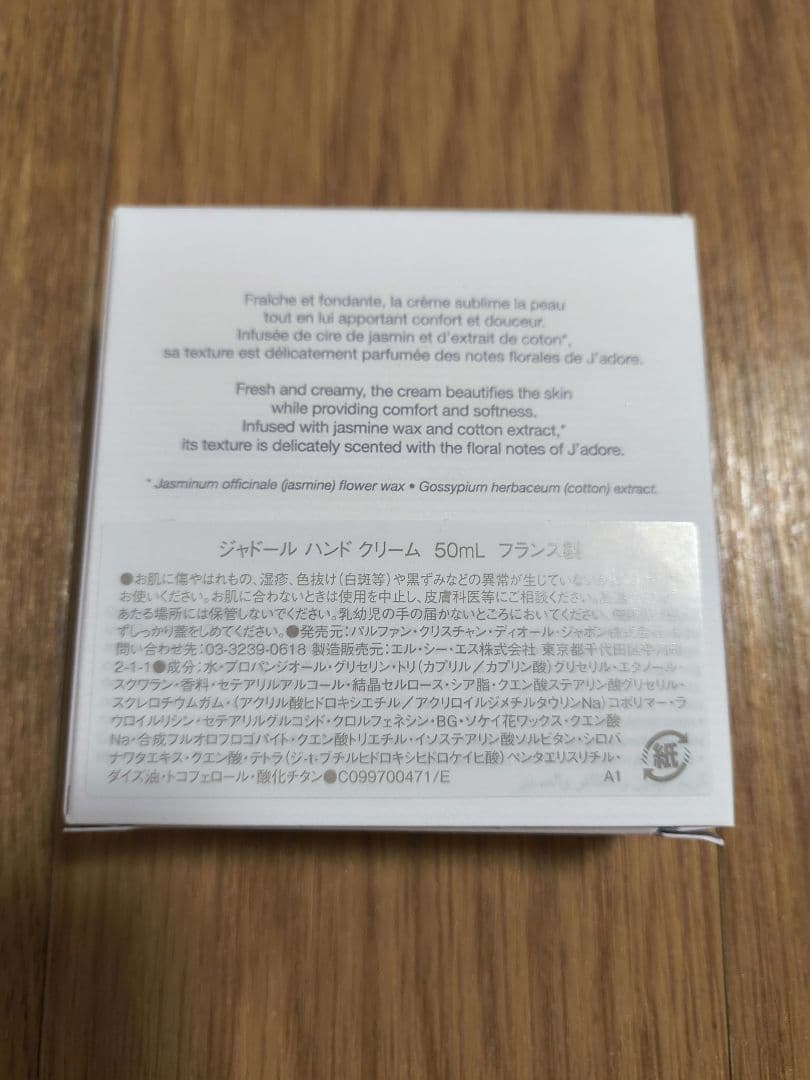 Fraîche et fondante, la crème sublime la peau
tout en lui apportant confort et douceur.
Infusée de cire de jasmin et d'extrait de coton*,
sa texture est délicatement parfumée des notes florales de J'adore.
Fresh and creamy, the cream beautifies the skin
while providing comfort and softness.
Infused with jasmine wax and cotton extract,*
its texture is delicately scented with the floral notes of J'adore.
* Jasminum officinale (jasmine) flower wax • Gossypium herbaceum (cotton) extract.
ジャドール ハンド クリーム 50mL フランス製
●お肌に傷やはれもの、湿疹、色抜け(白斑等)や黒ずみなどの異常が生じていないか
お使いください。お肌に合わないときは使用を中止し、皮膚科医等にご相談ください。
あたる場所には保管しないでください。乳幼児の手の届かないところにおいてください。
ずしっかり蓋をしめてください。●発売元:パルファン・クリスチャン・ディオール・ジャポン株式会社
問い合わせ先:03-3239-0618 製造販売元:エル・シー・エス株式会社 東京都千代田区平河町
2-1-1●成分:水・プロパンジオール・グリセリン・トリ(カプリル/カプリン酸)グリセリル・エタノール・
スクワラン・香料・セテアリルアルコール・結晶セルロース・シア脂・クエン酸ステアリン酸グリセリル・
スクレロチウムガム・(アクリル酸ヒドロキシエチル/アクリロイルジメチルタウリンNa)コポリマー・ラ
ウロイルリシン・セテアリルグルコシド・クロルフェネシン・BG・ソケイ花ワックス・クエン酸
Na・合成フルオロフロゴパイト・クエン酸トリエチル・イソステアリン酸ソルビタン・シロバ
ナワタエキス・クエン酸・テトラ(ジ-t-ブチルヒドロキシヒドロケイヒ酸)ペンタエリスリチル・
ダイズ油・トコフェロール・酸化チタン●C099700471/E A1
紙